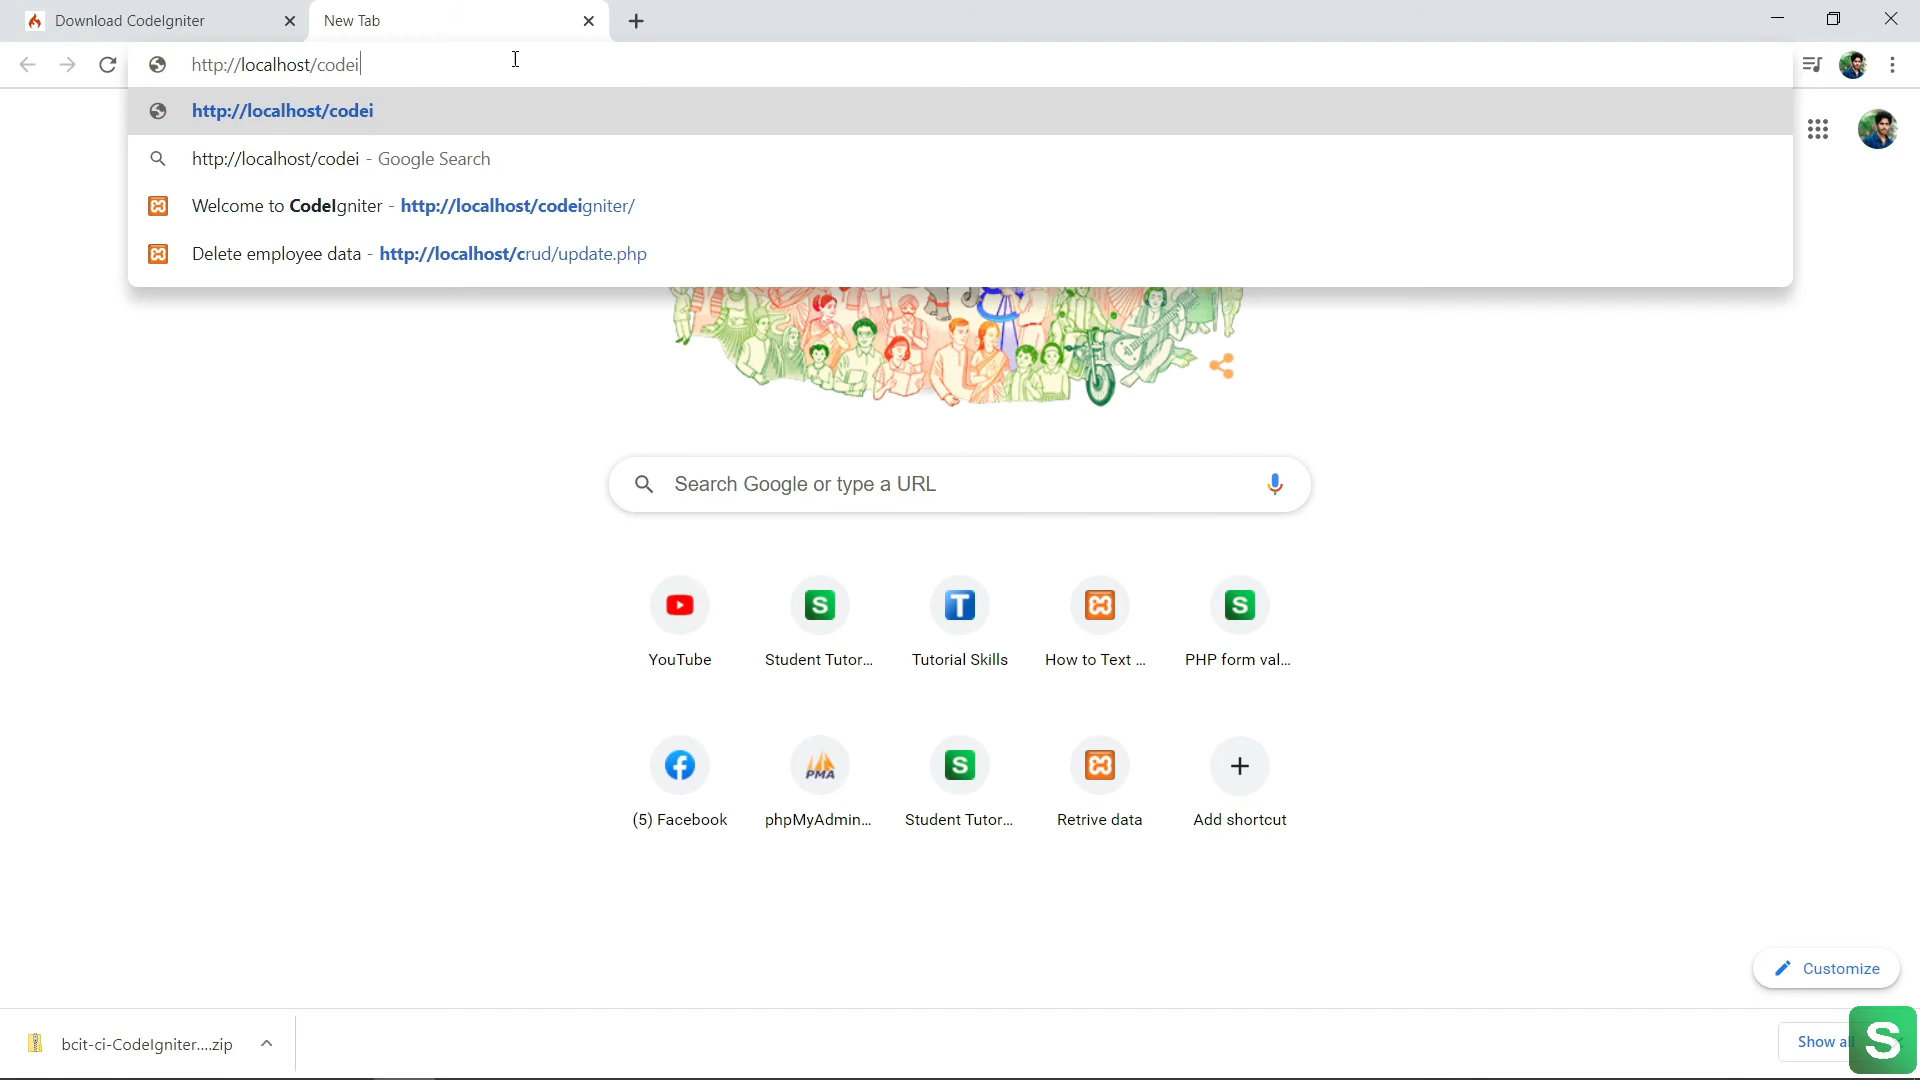 Download CodeIgniter
New Tab
http://localhost/codei
http://localhost/codei
http://localhost/codei - Google Search
Welcome to CodeIgniter - http://localhost/codeigniter/
Delete employee data - http://localhost/crud/update.php
Search Google or type a URL
YouTube
Student Tutor...
Tutorial Skills
How to Text ...
PHP form val...
(5) Facebook
phpMyAdmin...
Student Tutor...
Retrive data
Add shortcut
Customize
bcit-ci-CodeIgniter....zip
Show all
S